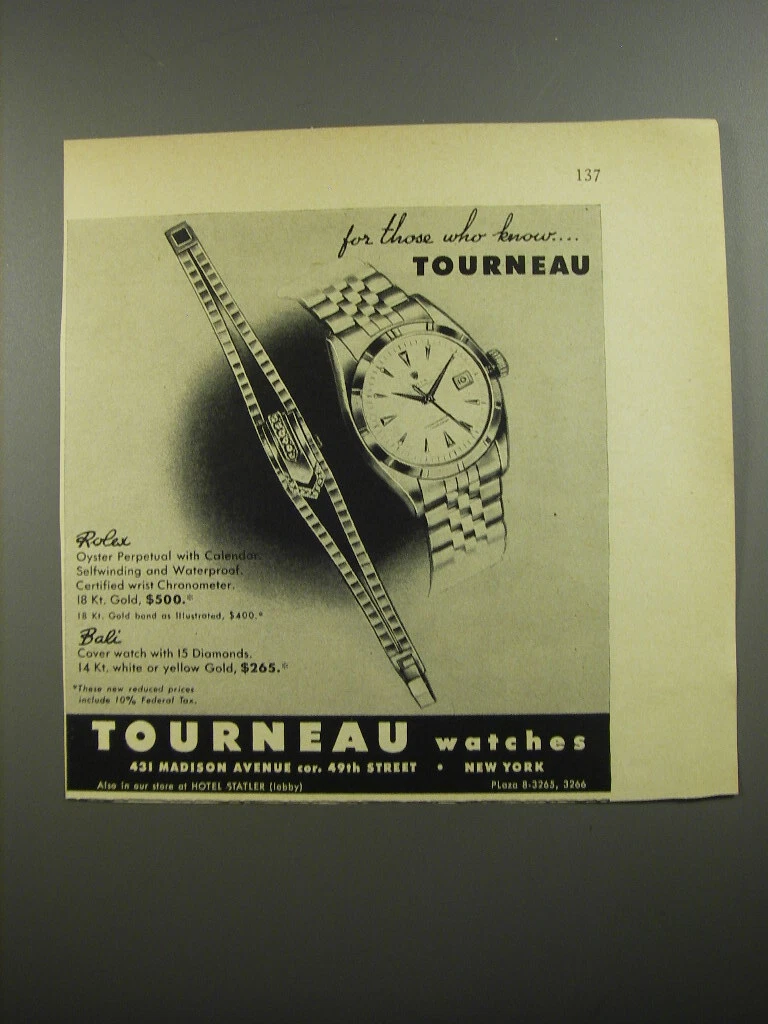 137
for those who know....
TOURNEAU
10
Rolex
Oyster Perpetual with Calendar.
Selfwinding and Waterproof.
Certified wrist Chronometer.
18 Kt. Gold, $500.*
18 Kt. Gold band as Illustrated, $400.*
Bali
Cover watch with 15 Diamonds.
14 Kt. white or yellow Gold, $265.*
*These new reduced prices
include 10% Federal Tax.
TOURNEAU watches
431 MADISON AVENUE cor. 49th STREET • NEW YORK
Also in our store at HOTEL STATLER (lobby) PLaza 8-3265, 3266